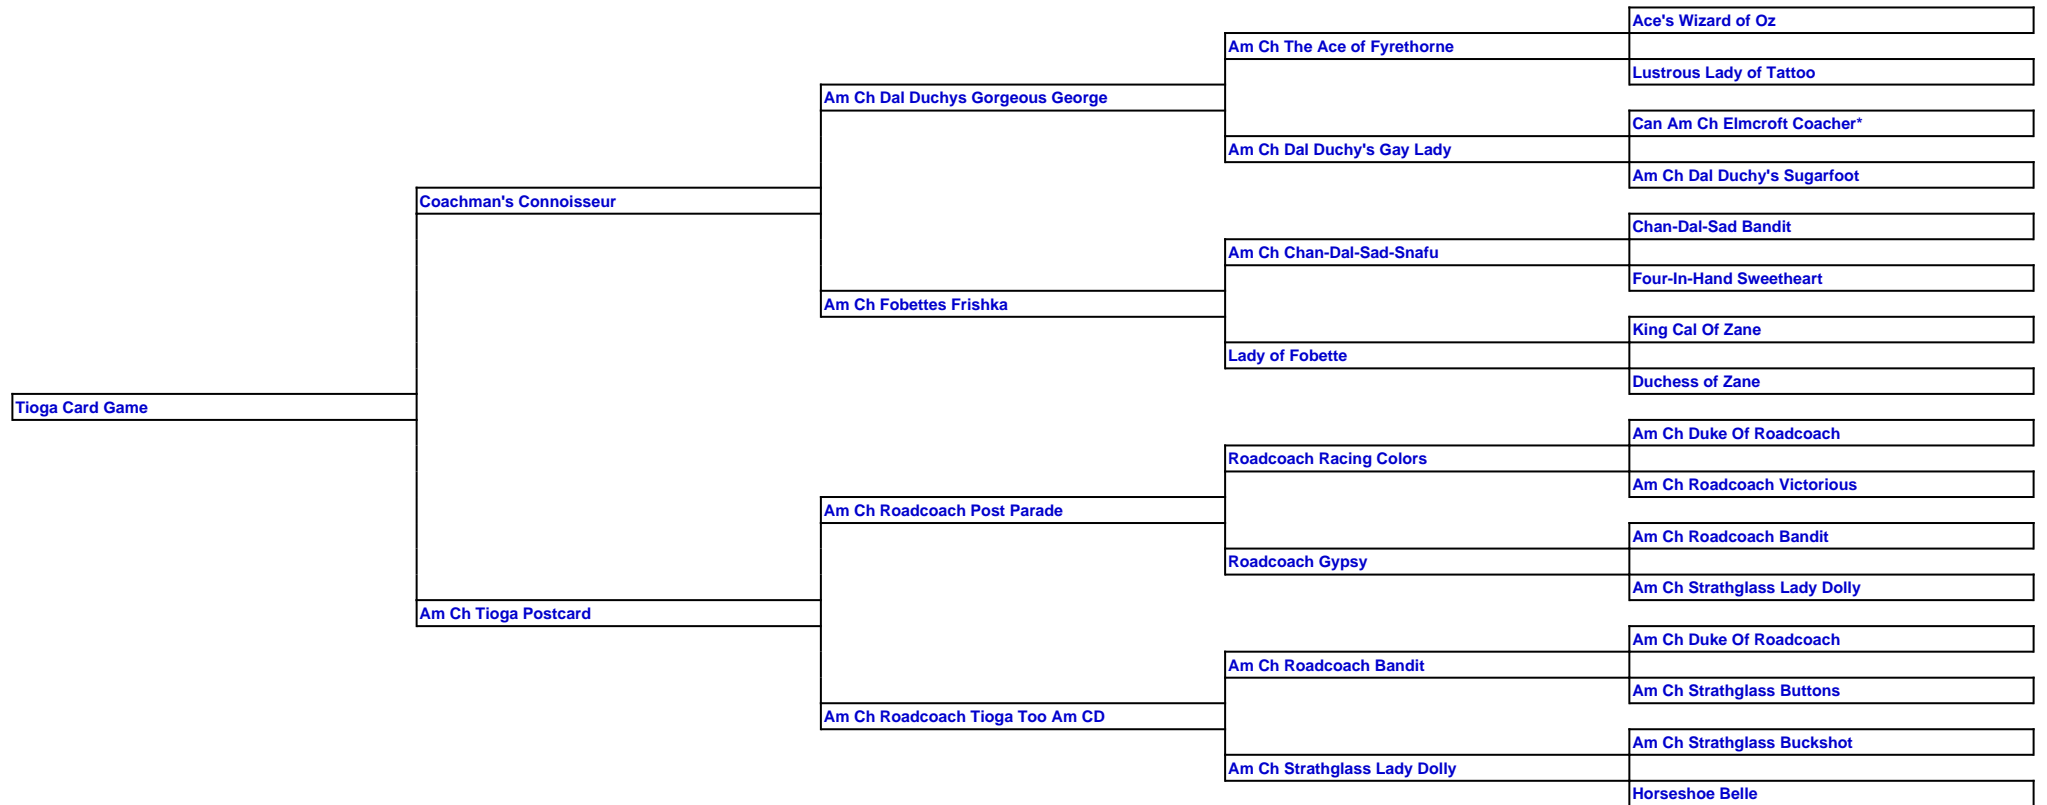 Ace's Wizard of Oz
Am Ch The Ace of Fyrethorne
Lustrous Lady of Tattoo
Am Ch Dal Duchys Gorgeous George
Can Am Ch Elmcroft Coacher*
Am Ch Dal Duchy's Gay Lady
Am Ch Dal Duchy's Sugarfoot
Coachman's Connoisseur
Chan-Dal-Sad Bandit
Am Ch Chan-Dal-Sad-Snafu
Four-In-Hand Sweetheart
Am Ch Fobettes Frishka
King Cal Of Zane
Lady of Fobette
Duchess of Zane
Tioga Card Game
Am Ch Duke Of Roadcoach
Roadcoach Racing Colors
Am Ch Roadcoach Victorious
Am Ch Roadcoach Post Parade
Am Ch Roadcoach Bandit
Roadcoach Gypsy
Am Ch Strathglass Lady Dolly
Am Ch Tioga Postcard
Am Ch Duke Of Roadcoach
Am Ch Roadcoach Bandit
Am Ch Strathglass Buttons
Am Ch Roadcoach Tioga Too Am CD
Am Ch Strathglass Buckshot
Am Ch Strathglass Lady Dolly
Horseshoe Belle